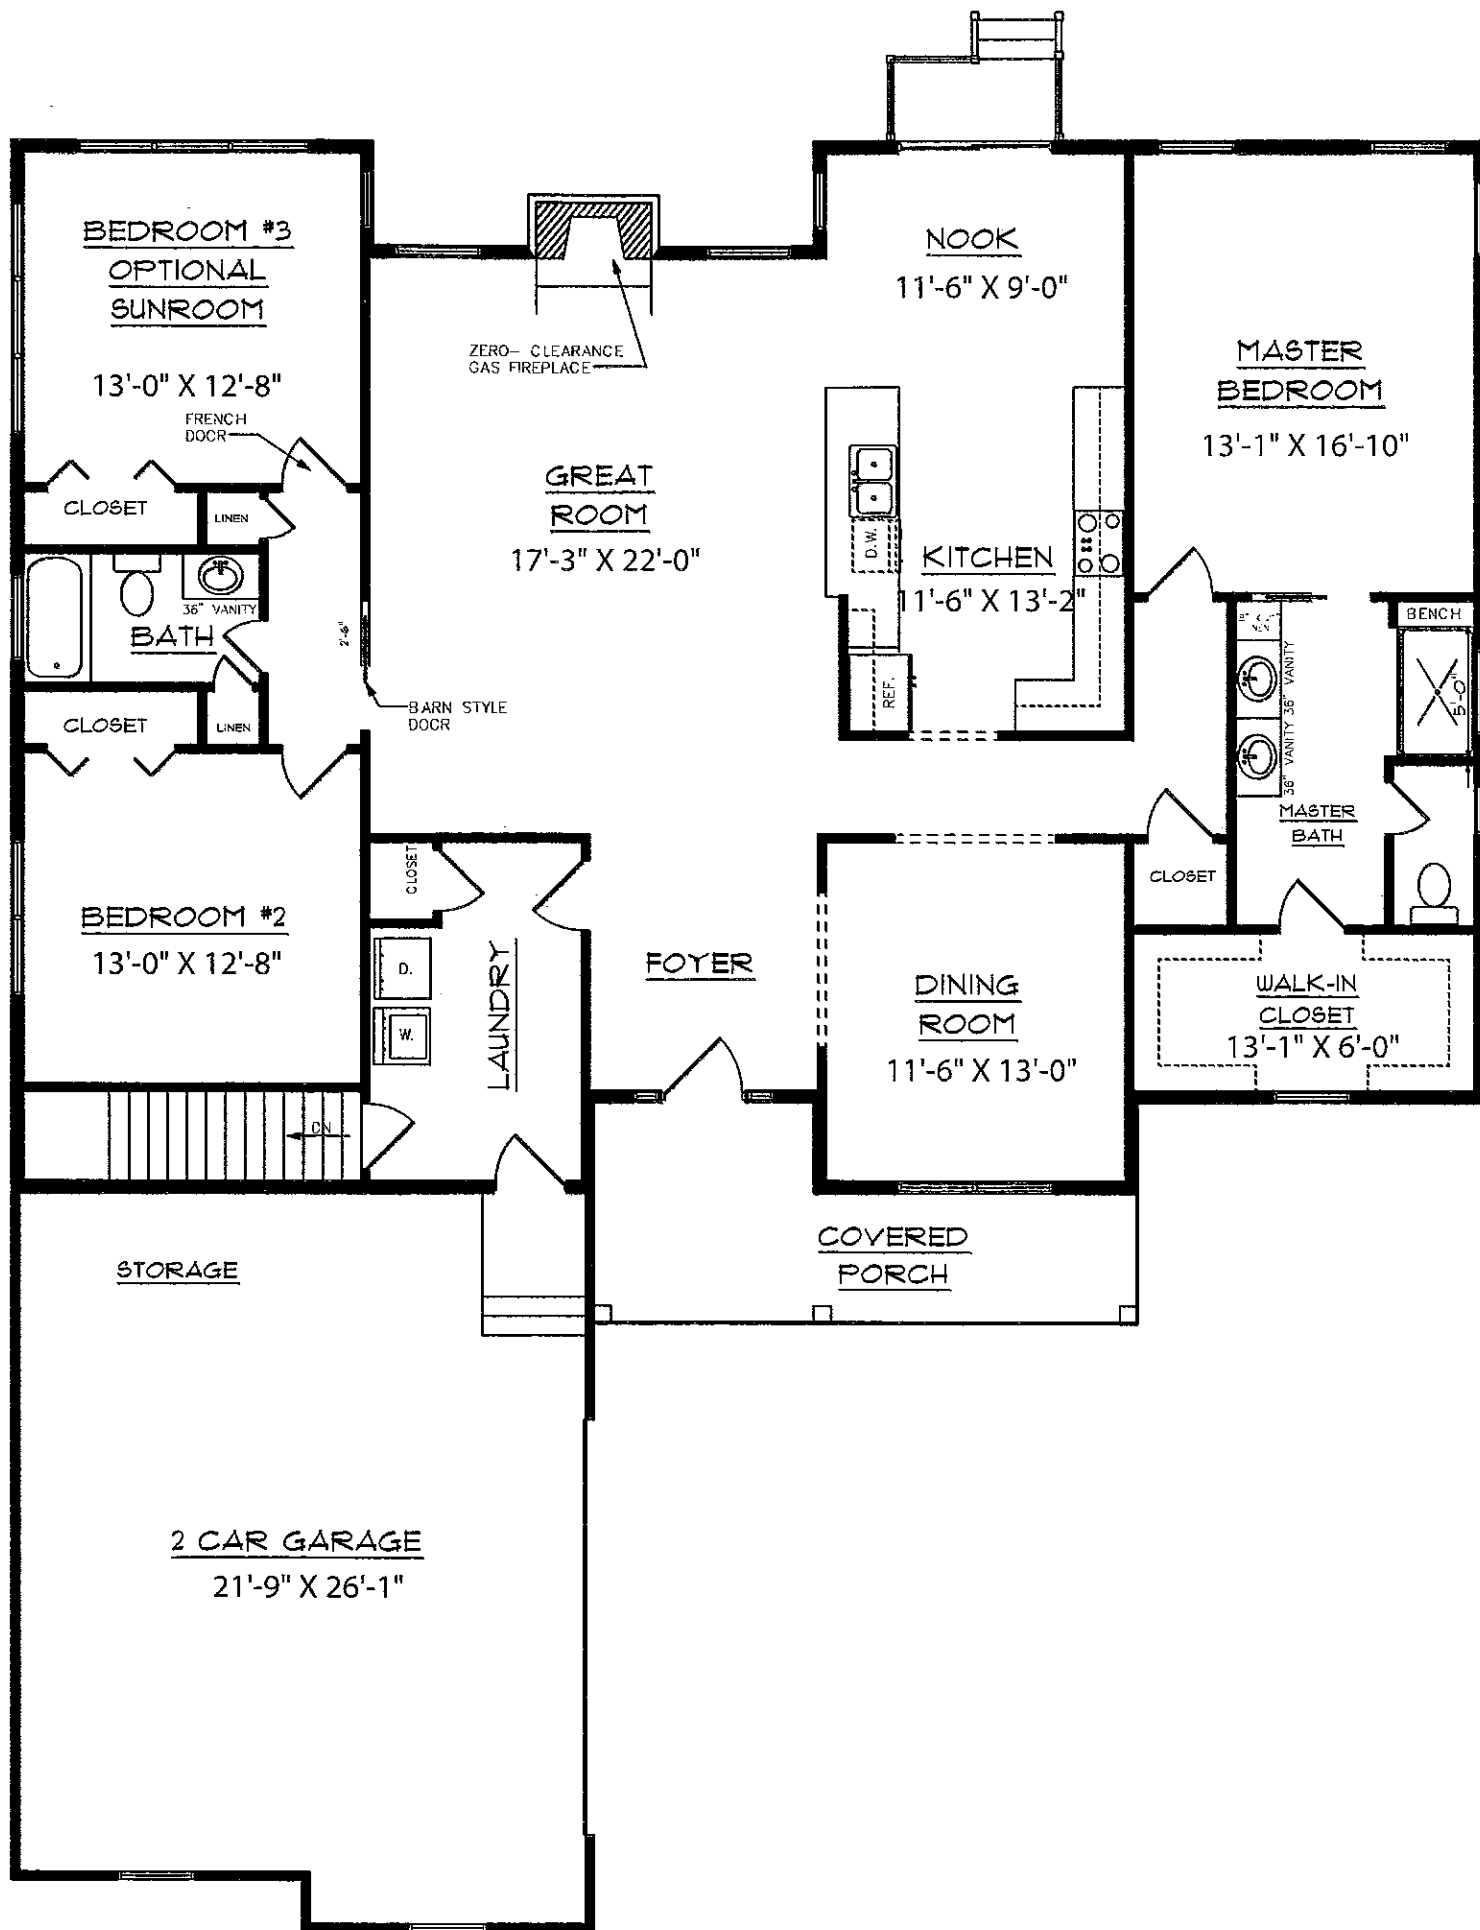 BEDROOM #3
OPTIONAL
SUNROOM
13'-0" X 12'-8"
FRENCH
DOOR
NOOK
11'-6" X 9'-0"
ZERO- CLEARANCE
GAS FIREPLACE
MASTER
BEDROOM
13'-1" X 16'-10"
GREAT
ROOM
17'-3" X 22'-0"
CLOSET
LINEN
D.W.
KITCHEN
11'-6" X 13'-2"
36" VANITY
BATH
2'-6"
BENCH
36" VANITY
36" VANITY
5'-0"
REF.
CLOSET
LINEN
BARN STYLE
DOOR
MASTER
BATH
CLOSET
CLOSET
BEDROOM #2
13'-0" X 12'-8"
D.
W.
LAUNDRY
FOYER
DINING
ROOM
11'-6" X 13'-0"
WALK-IN
CLOSET
13'-1" X 6'-0"
DN
COVERED
PORCH
STORAGE
2 CAR GARAGE
21'-9" X 26'-1"